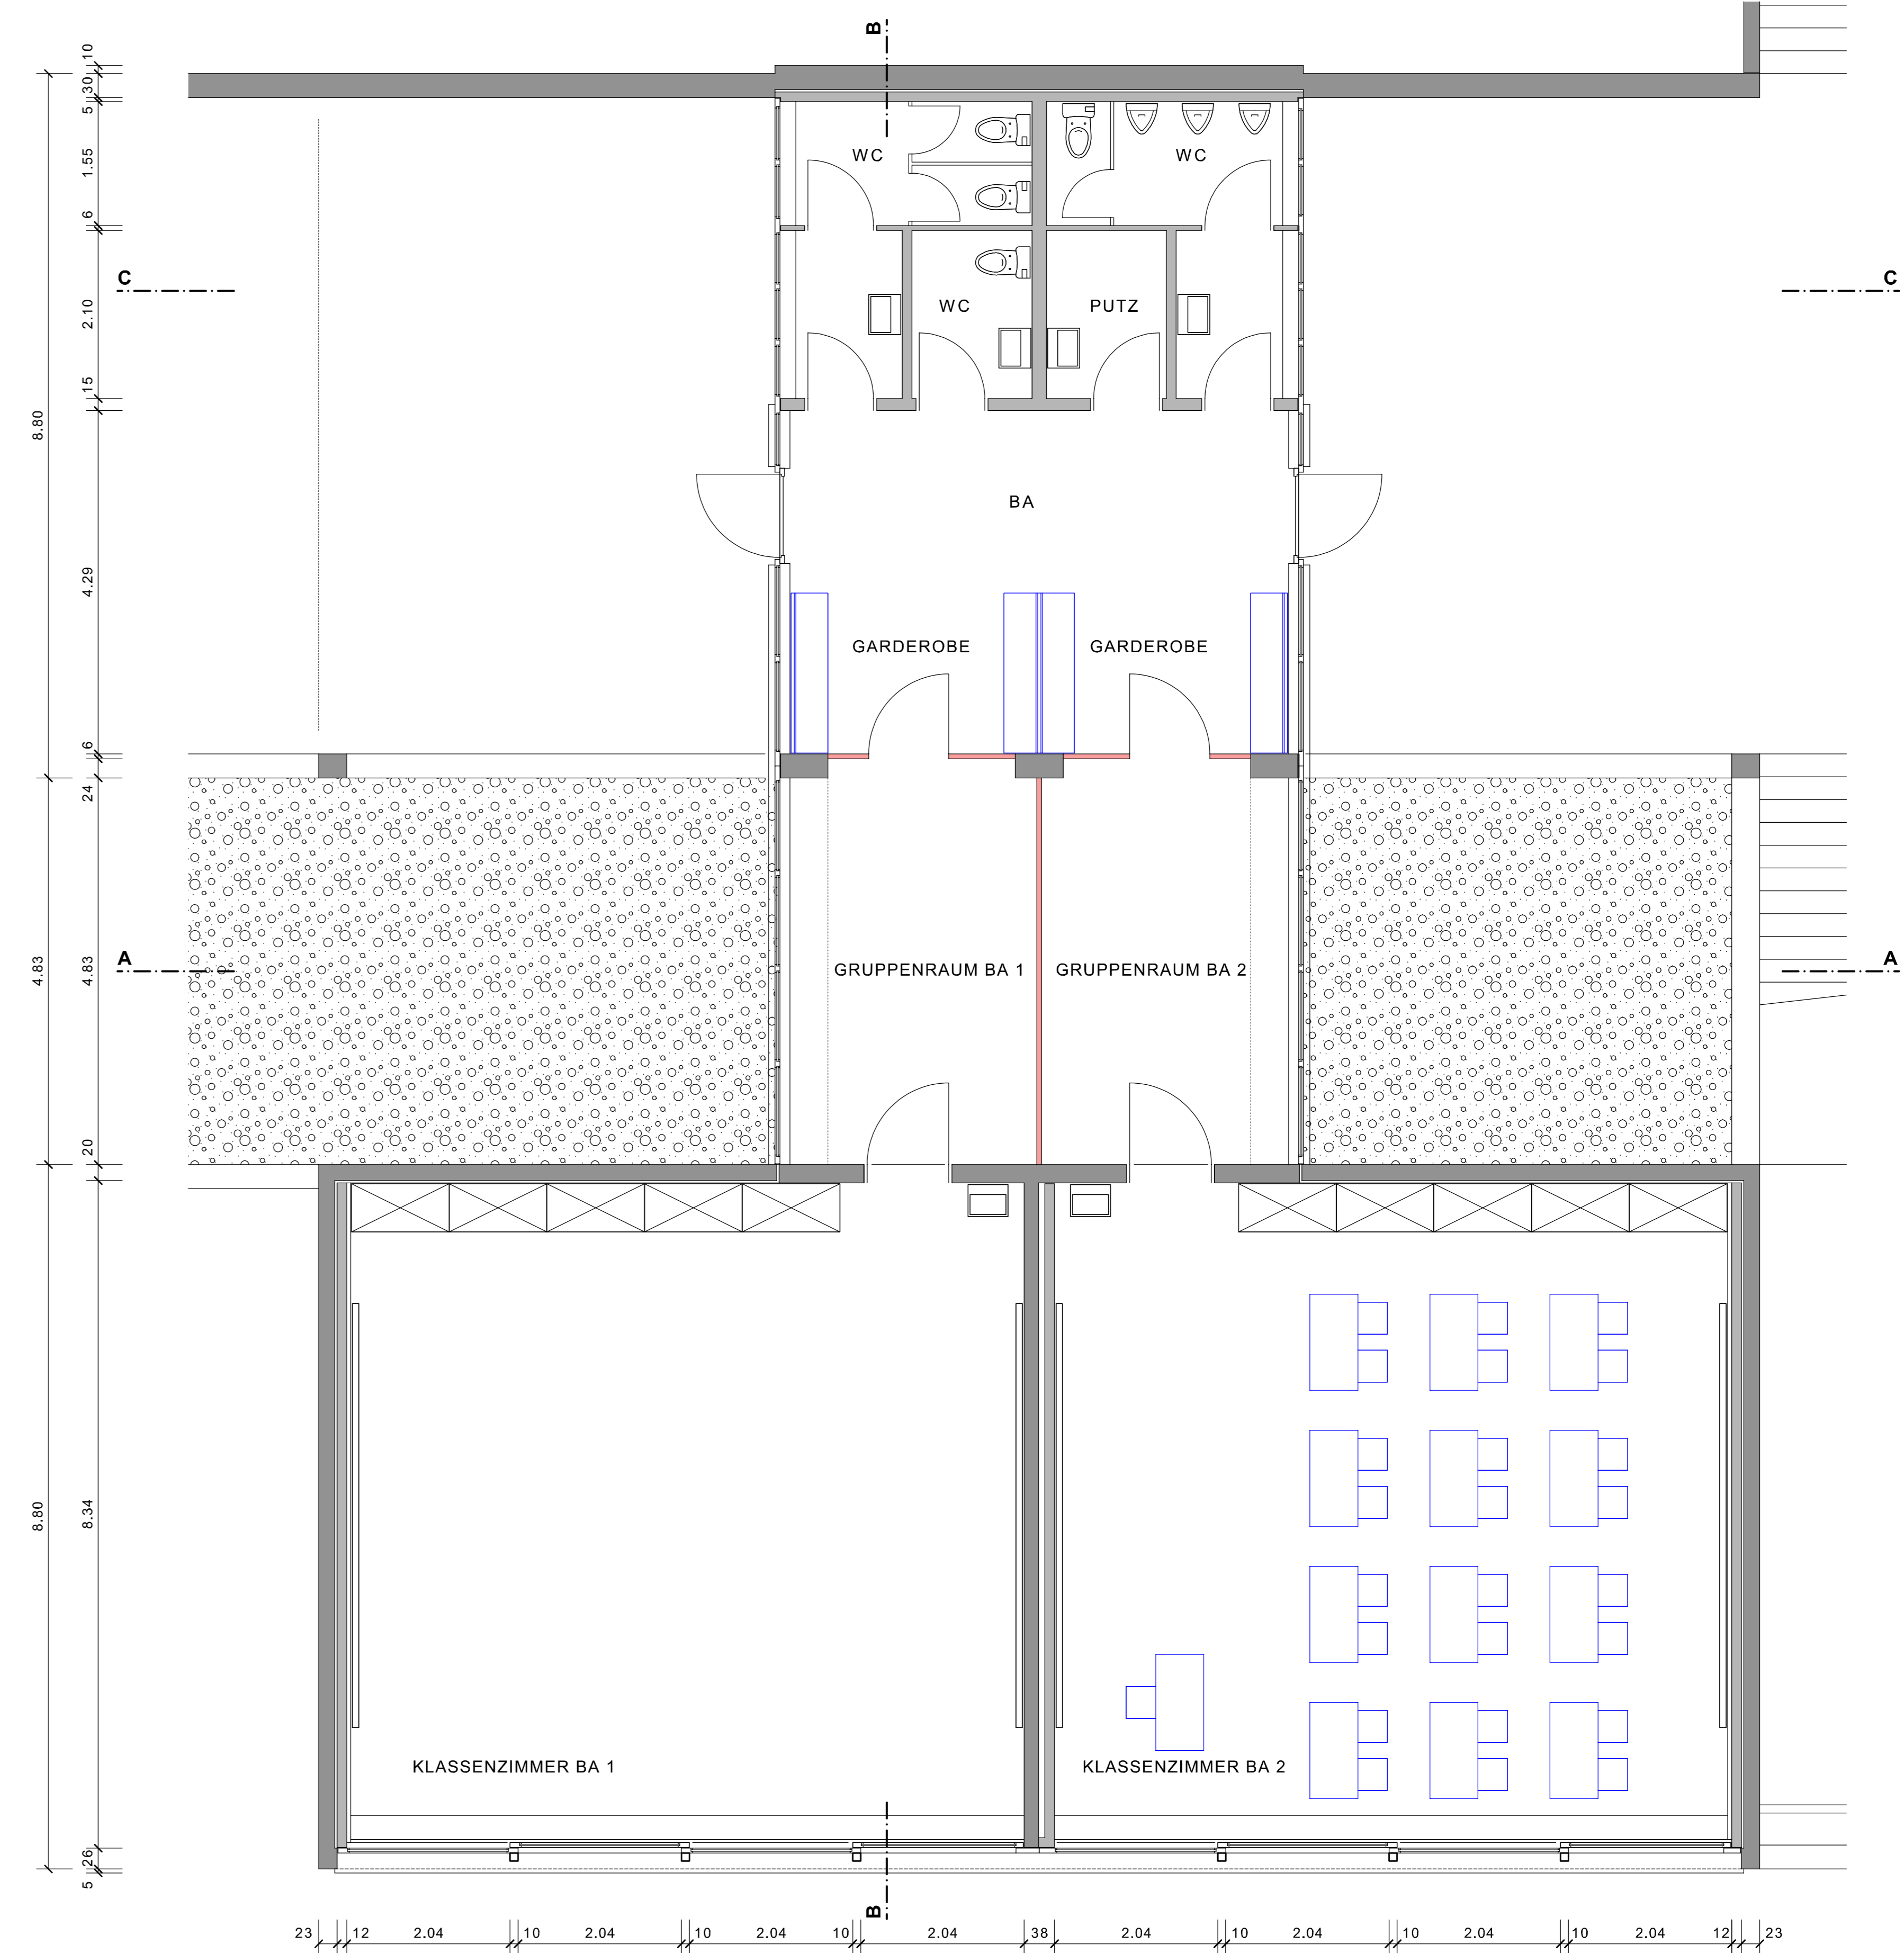 B
10
30
5
WC
WC
1.55
6
C
C
2.10
WC
PUTZ
15
8.80
BA
4.29
GARDEROBE
GARDEROBE
6
24
A
A
4.83
4.83
GRUPPENRAUM BA 1
GRUPPENRAUM BA 2
20
8.80
8.34
KLASSENZIMMER BA 1
KLASSENZIMMER BA 2
26
5
B
23 12 2.04 10 2.04 10 2.04 10 2.04 38 2.04 10 2.04 10 2.04 10 2.04 12 23